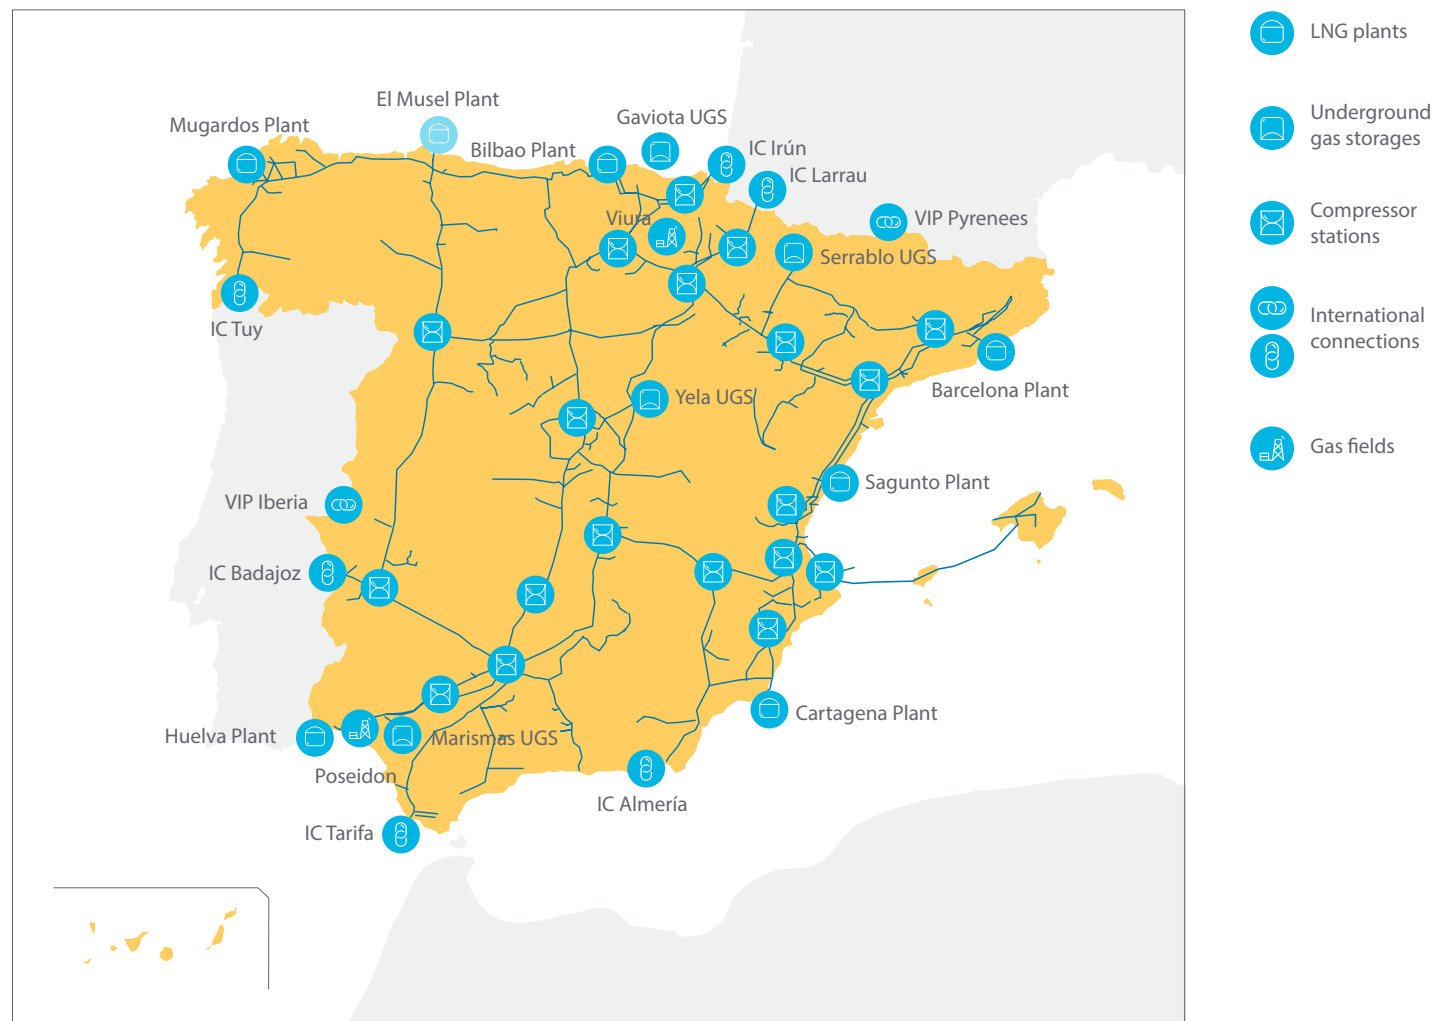 El Musel Plant
Mugardos Plant
Gaviota UGS
Bilbao Plant
IC Irún
IC Larrau
Viura
VIP Pyrenees
Serrablo UGS
IC Tuy
Barcelona Plant
Yela UGS
Sagunto Plant
VIP Iberia
IC Badajoz
Cartagena Plant
Huelva Plant
Marismas UGS
Poseidon
IC Almería
IC Tarifa
LNG plants
Underground
gas storages
Compressor
stations
International
connections
Gas fields